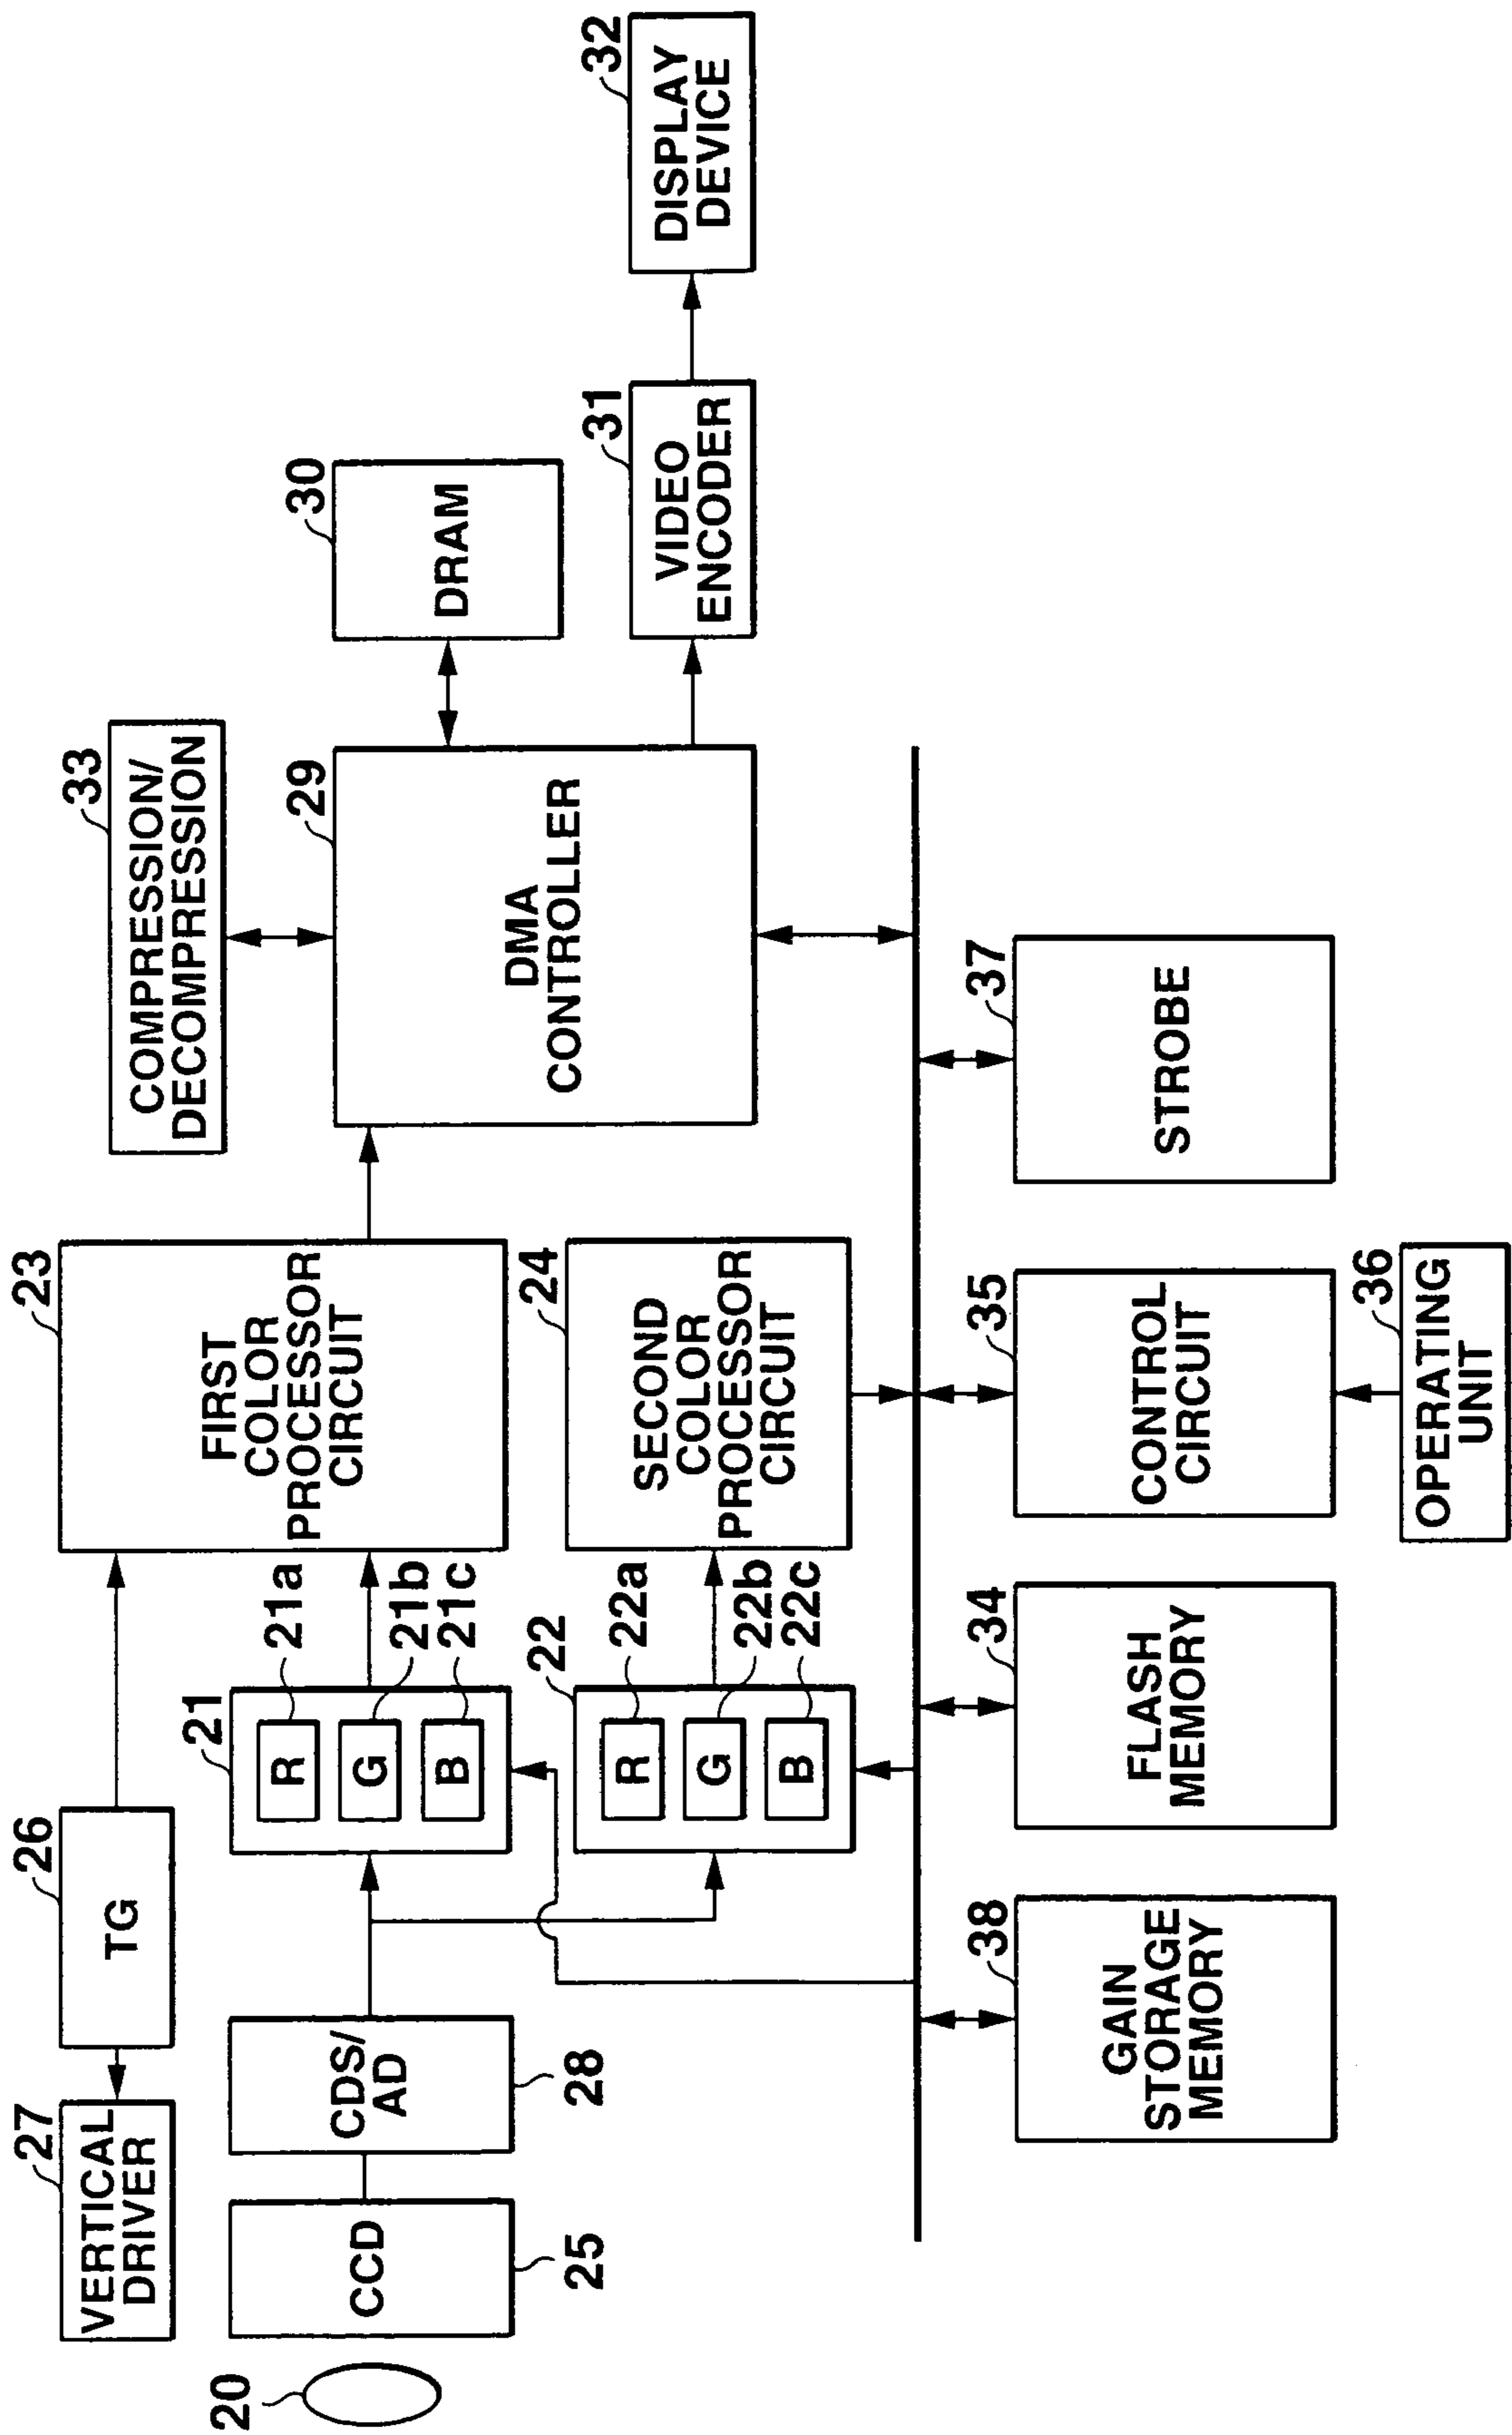 27
VERTICAL
DRIVER
26
TG
23
FIRST
COLOR
PROCESSOR
CIRCUIT
33
COMPRESSION/
DECOMPRESSION
20
CCD
25
CDS/
AD
28
21
R
G
B
21a
21b
21c
29
DMA
CONTROLLER
30
DRAM
22
R
G
B
22a
22b
22c
24
SECOND
COLOR
PROCESSOR
CIRCUIT
31
VIDEO
ENCODER
32
DISPLAY
DEVICE
38
GAIN
STORAGE
MEMORY
34
FLASH
MEMORY
35
CONTROL
CIRCUIT
37
STROBE
36
OPERATING
UNIT